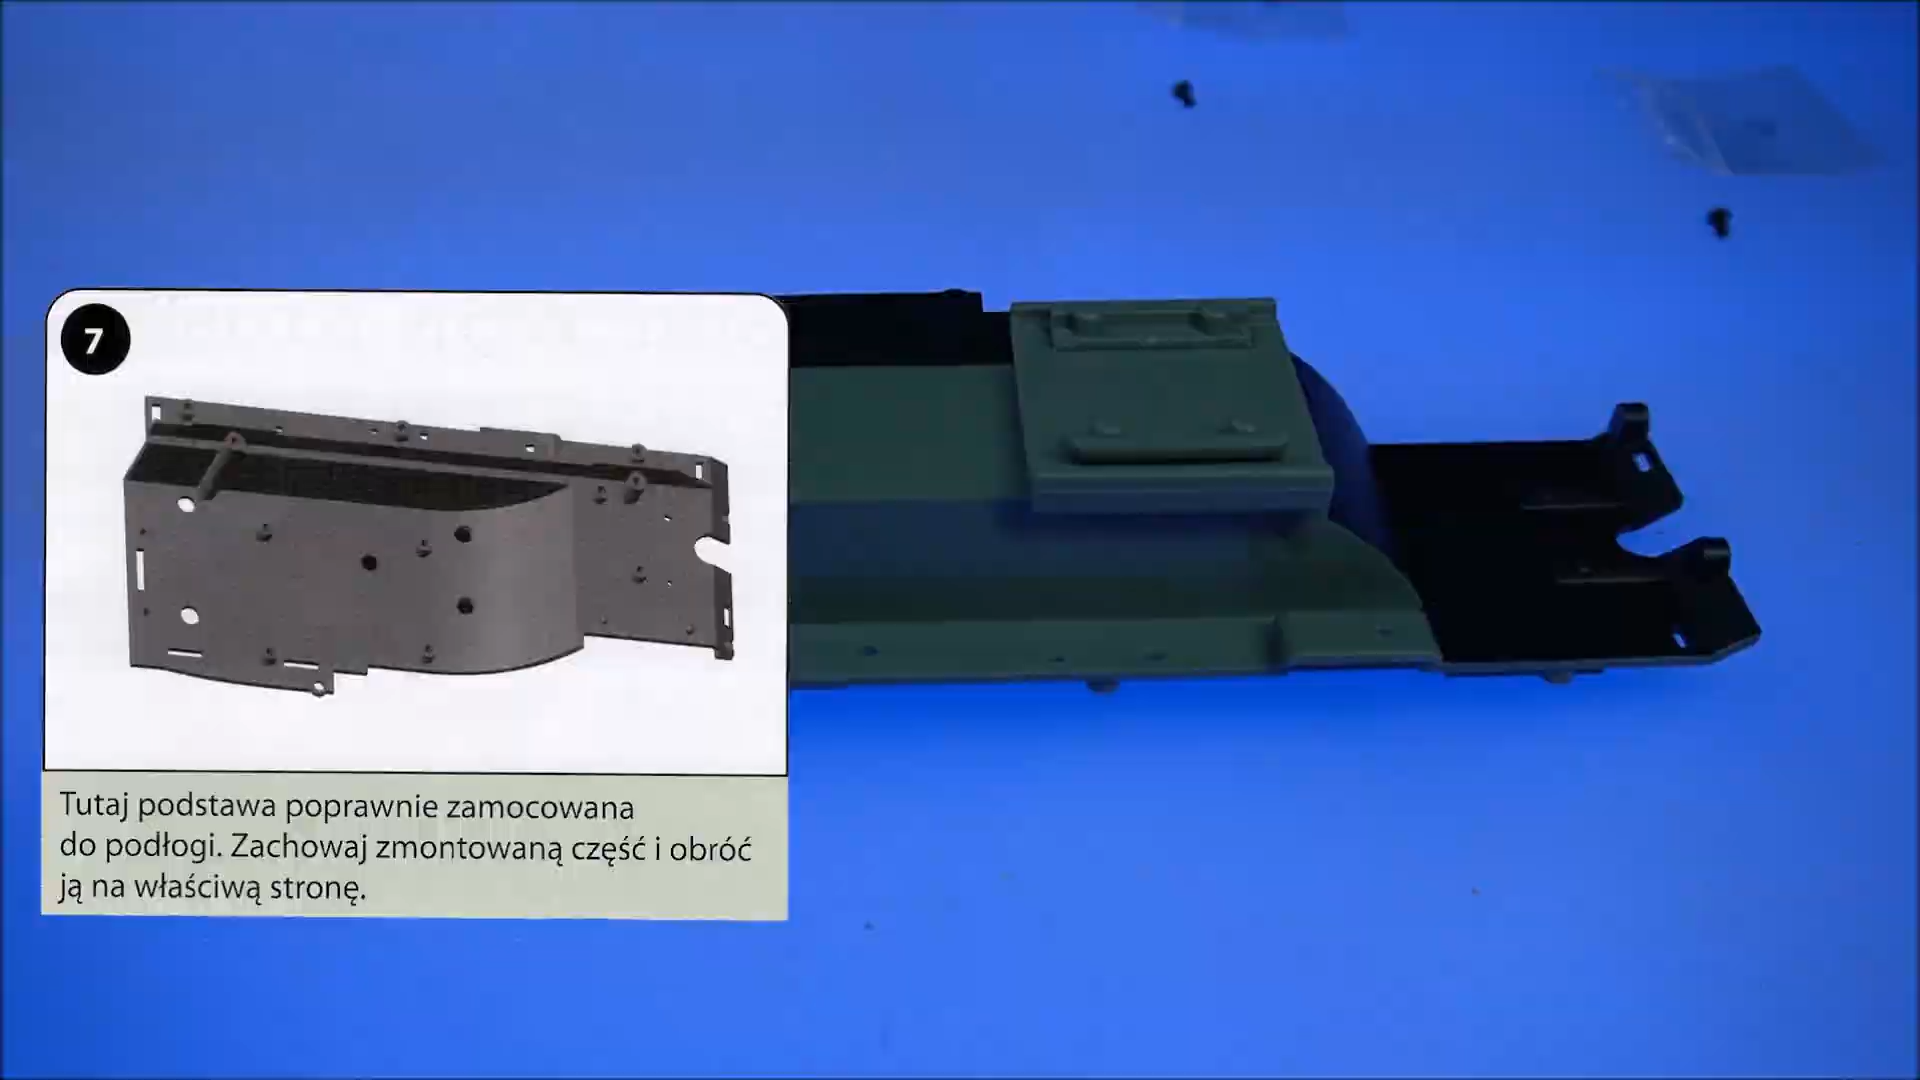 7
Tutaj podstawa poprawnie zamocowana
do podłogi. Zachowaj zmontowaną część i obróć
ją na właściwą stronę.